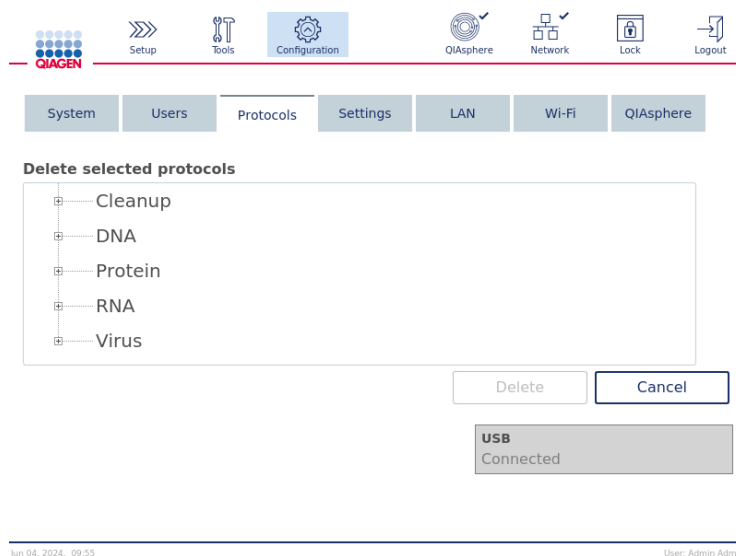 QIAGEN
Setup
Tools
Configuration
QIAsphere
Network
Lock
Logout
System
Users
Protocols
Settings
LAN
Wi-Fi
QIAsphere
Delete selected protocols
Cleanup
DNA
Protein
RNA
Virus
Delete
Cancel
USB
Connected
Jun 04, 2024, 09:55
User: Admin Adm